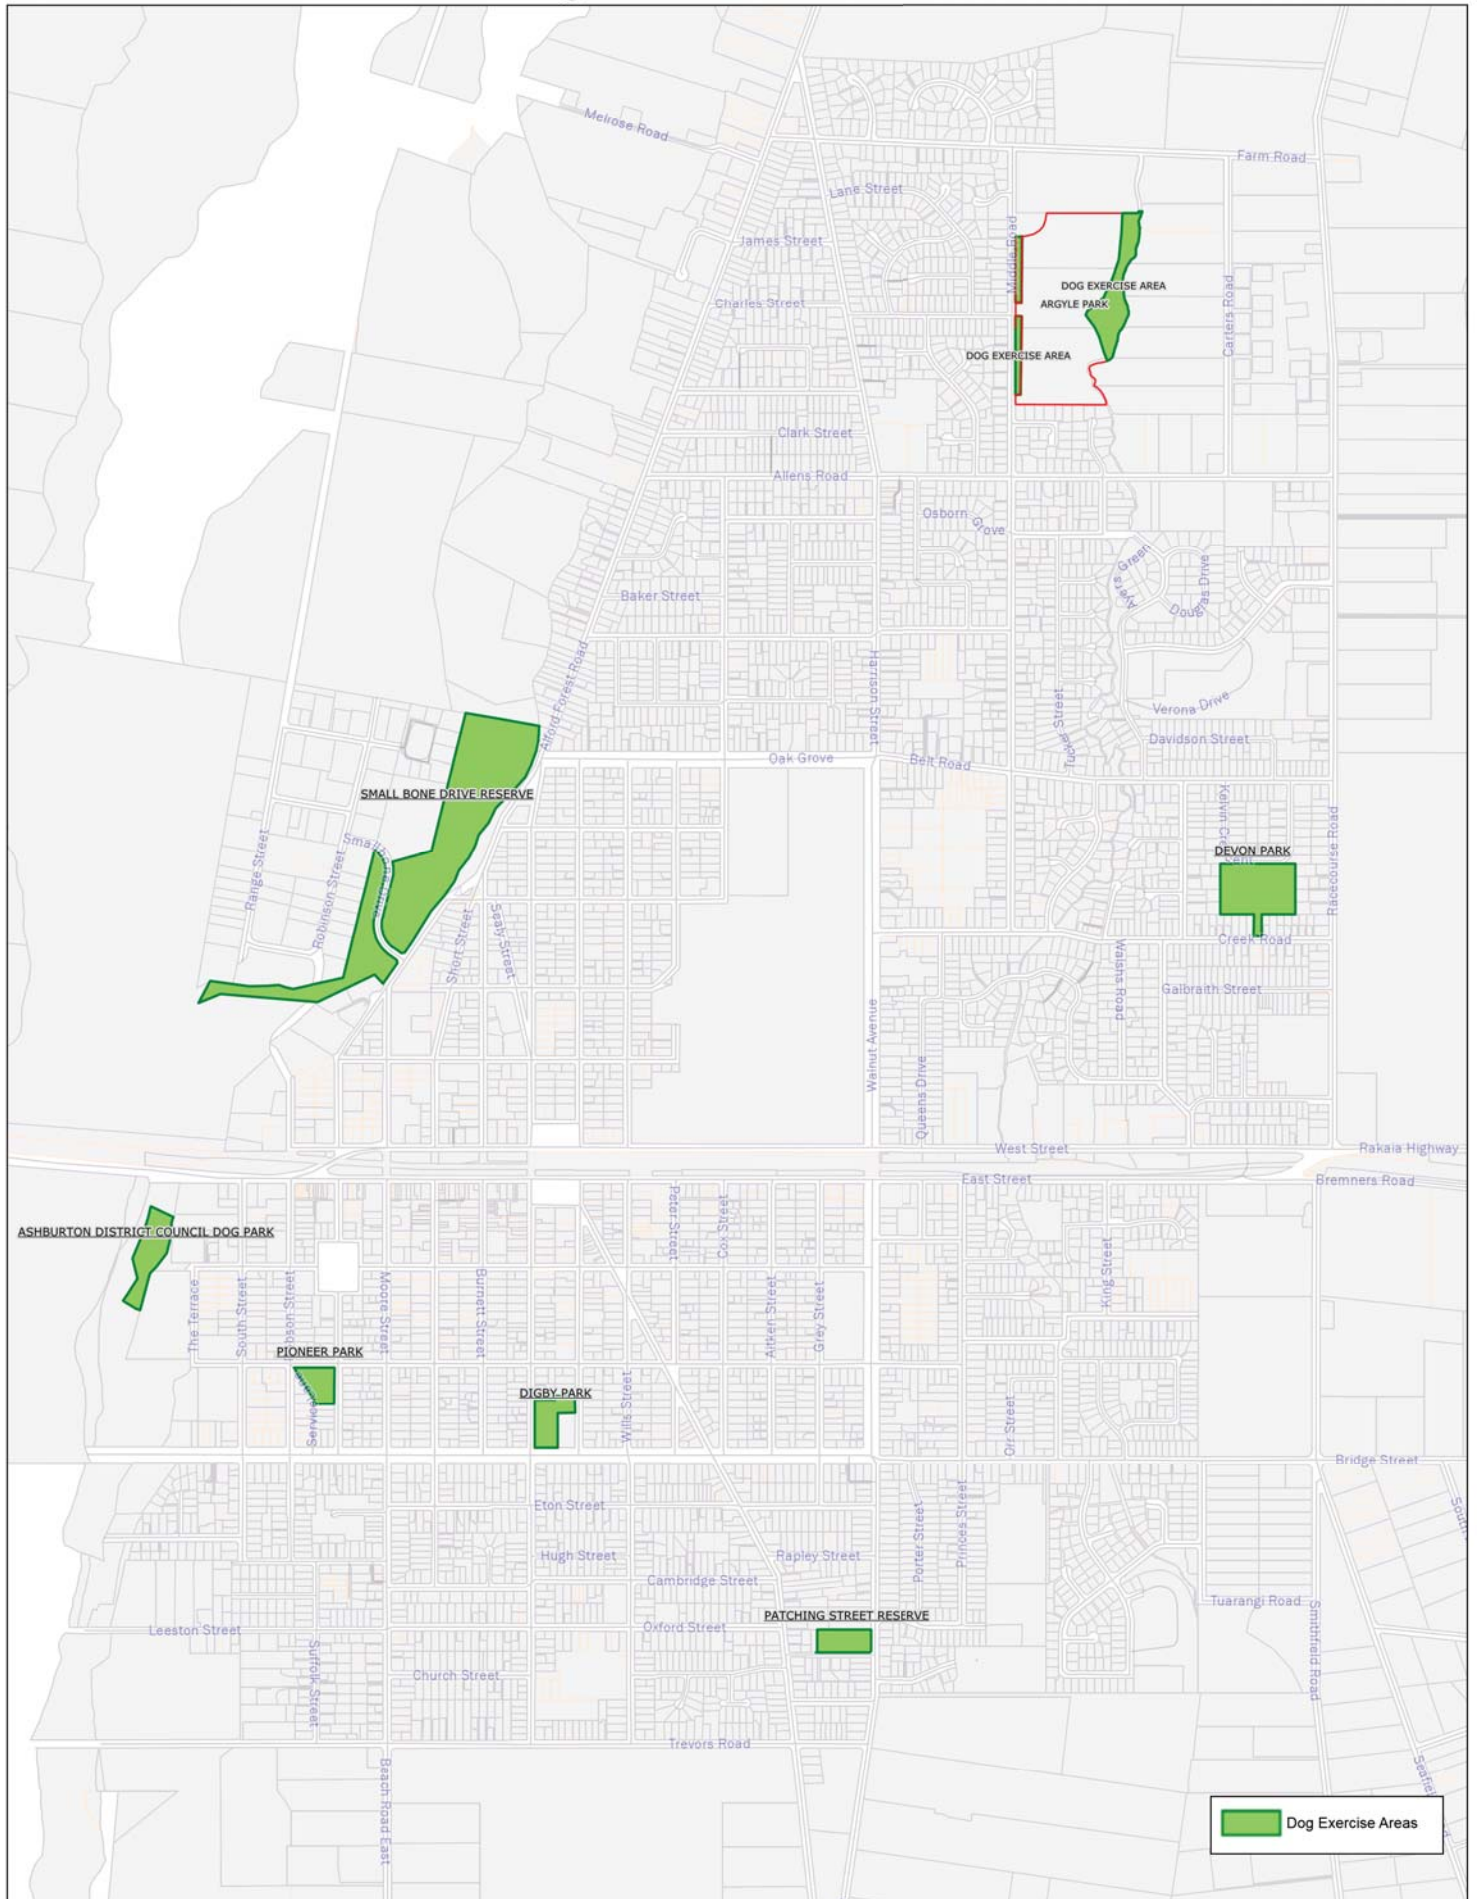 Melrose Road
Farm Road
Lane Street
Middle Road
James Street
DOG EXERCISE AREA
ARGYLE PARK
Charles Street
Carters Road
DOG EXERCISE AREA
Clark Street
Allens Road
Osborn Grove
Ayers Green
Douglas Drive
Baker Street
Alford Forest Road
Harrison Street
Tucker Street
Verona Drive
Davidson Street
Oak Grove
Belt Road
SMALL BONE DRIVE RESERVE
Range Street
Robinson Street
Smallbone Drive
Short Street
Sealy Street
Kelvin Crescent
DEVON PARK
Racecourse Road
Creek Road
Walshs Road
Galbraith Street
Walnut Avenue
Queens Drive
West Street
Rakaia Highway
East Street
Bremners Road
ASHBURTON DISTRICT COUNCIL DOG PARK
The Terrace
South Street
Moore Street
Burnett Street
Peter Street
Cox Street
Aitken Street
Grey Street
King Street
PIONEER PARK
DIGBY PARK
Wills Street
Orr Street
Bridge Street
South
Eton Street
Hugh Street
Rapley Street
Cambridge Street
Porter Street
Princes Street
PATCHING STREET RESERVE
Oxford Street
Leeston Street
Suffolk Street
Church Street
Tuarangi Road
Smithfield Road
Trevors Road
Beach Road East
Dog Exercise Areas